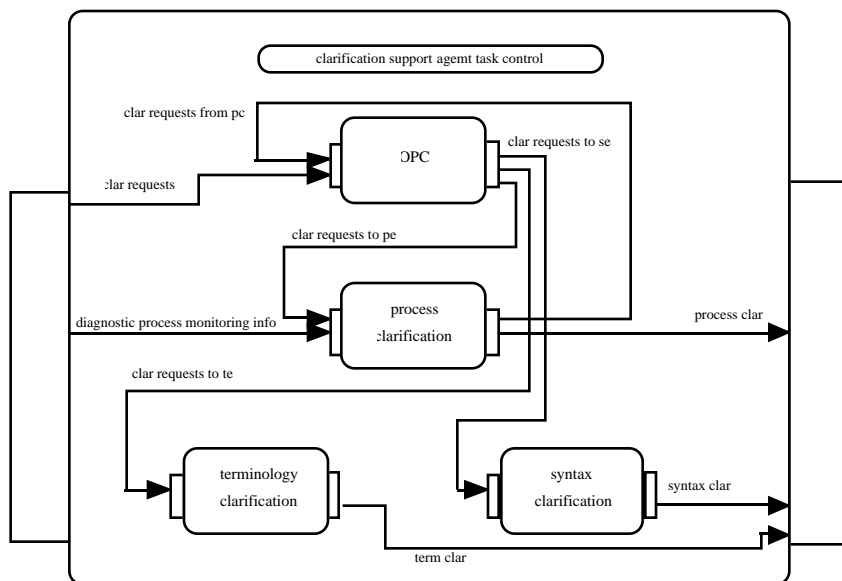 clarification support agemt task control
clar requests from pc
clar requests to se
OPC
clar requests
clar requests to pe
process
clarification
diagnostic process monitoring info
process clar
clar requests to te
terminology
clarification
syntax
clarification
syntax clar
term clar